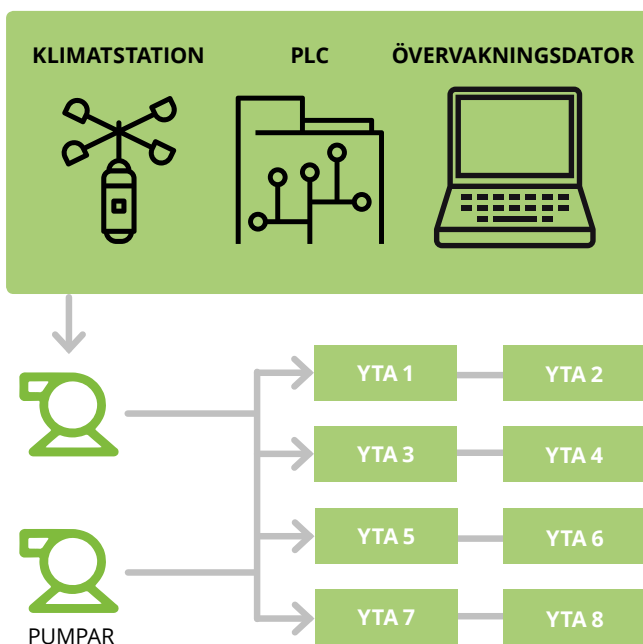 KLIMATSTATION PLC ÖVERVAKNINGSDATOR
YTA 1 YTA 2
YTA 3 YTA 4
YTA 5 YTA 6
YTA 7 YTA 8
PUMPAR